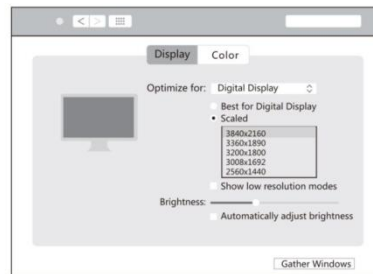 Display Color
Optimize for: Digital Display
Best for Digital Display
Scaled
3840x2160
3360x1890
3200x1800
3008x1692
2560x1440
Show low resolution modes
Brightness:
Automatically adjust brightness
Gather Windows